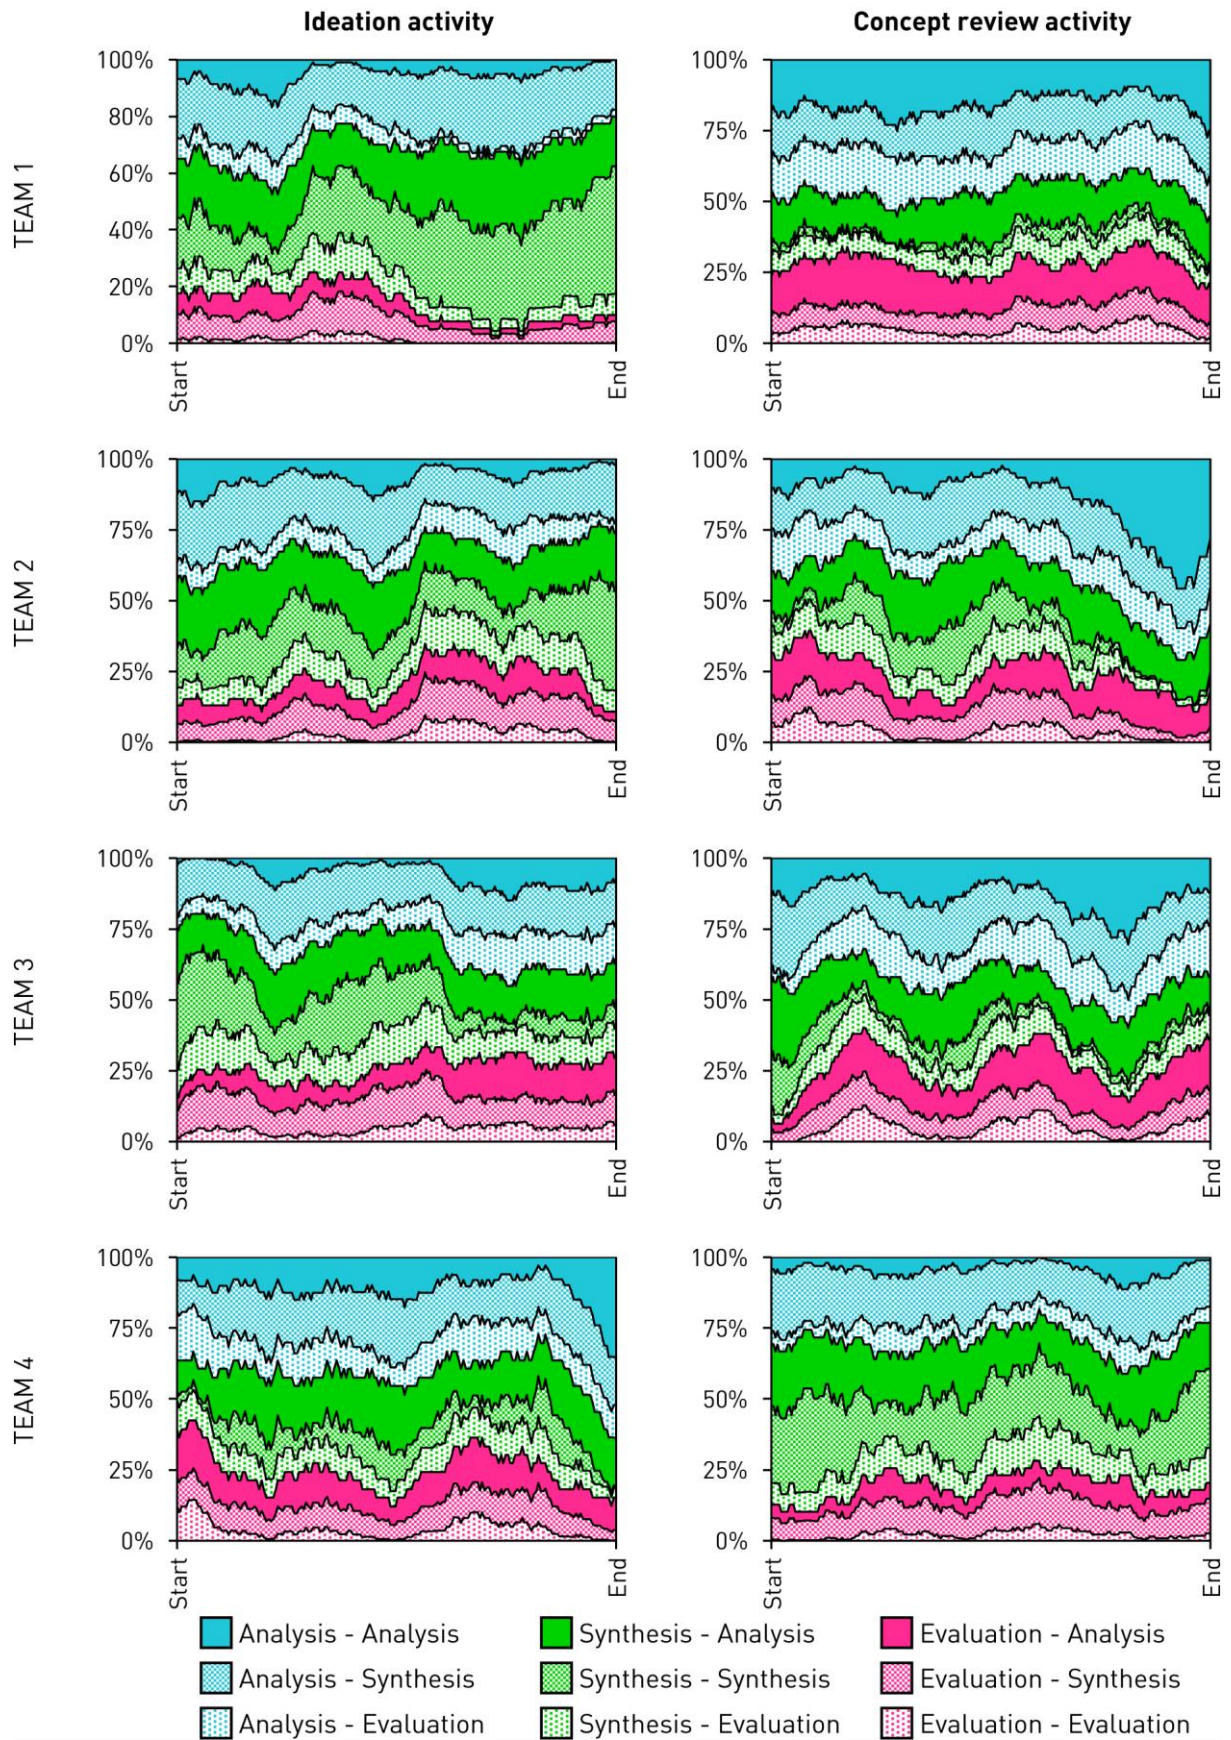 Ideation activity
Concept review activity
TEAM 1
100%
80%
60%
40%
20%
0%
Start
End
100%
75%
50%
25%
0%
Start
End
TEAM 2
100%
75%
50%
25%
0%
Start
End
100%
75%
50%
25%
0%
Start
End
TEAM 3
100%
75%
50%
25%
0%
Start
End
100%
75%
50%
25%
0%
Start
End
TEAM 4
100%
75%
50%
25%
0%
Start
End
100%
75%
50%
25%
0%
Start
End
Analysis - Analysis
Synthesis - Analysis
Evaluation - Analysis
Analysis - Synthesis
Synthesis - Synthesis
Evaluation - Synthesis
Analysis - Evaluation
Synthesis - Evaluation
Evaluation - Evaluation